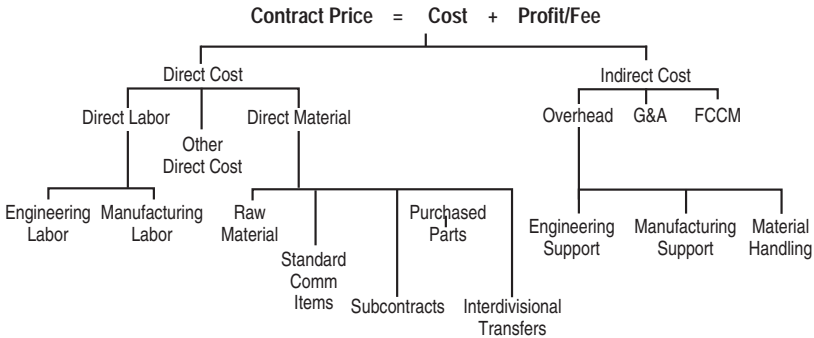 Contract Price = Cost + Profit/Fee
Direct Cost
Indirect Cost
Direct Labor
Other
Direct Cost
Direct Material
Overhead
G&A
FCCM
Engineering
Labor
Manufacturing
Labor
Raw
Material
Standard
Comm
Items
Subcontracts
Purchased
Parts
Interdivisional
Transfers
Engineering
Support
Manufacturing
Support
Material
Handling